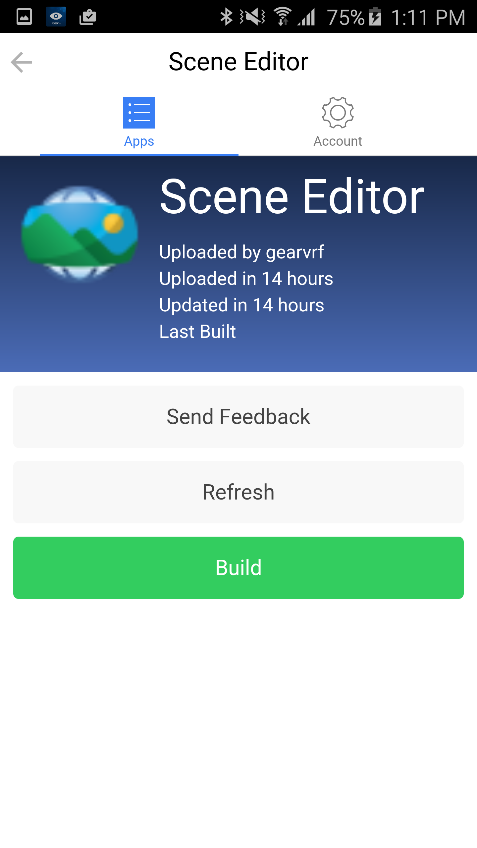 75% 1:11 PM
Scene Editor
Apps
Account
Scene Editor
Uploaded by gearvrf
Uploaded in 14 hours
Updated in 14 hours
Last Built
Send Feedback
Refresh
Build